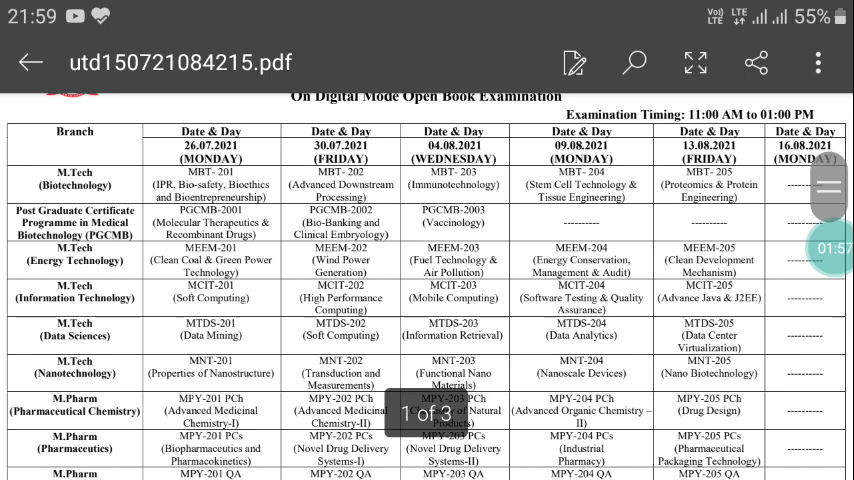 21:59 Vo) LTE LTE 55%
utd150721084215.pdf
On Digital Mode Open Book Examination
Examination Timing: 11:00 AM to 01:00 PM
Branch Date & Day Date & Day Date & Day Date & Day Date & Day Date & Day
26.07.2021 30.07.2021 04.08.2021 09.08.2021 13.08.2021 16.08.2021
(MONDAY) (FRIDAY) (WEDNESDAY) (MONDAY) (FRIDAY) (MONDAY)
M.Tech MBT- 201 MBT- 202 MBT- 203 MBT- 204 MBT- 205
(Biotechnology) (IPR, Bio-safety, Bioethics (Advanced Downstream (Immunotechnology) (Stem Cell Technology & (Proteomics & Protein ----------
and Bioentrepreneurship) Processing) Tissue Engineering) Engineering)
Post Graduate Certificate PGCMB-2001 PGCMB-2002 PGCMB-2003
Programme in Medical (Molecular Therapeutics & (Bio-Banking and (Vaccinology) ---------- ---------- ----------
Biotechnology (PGCMB) Recombinant Drugs) Clinical Embryology)
M.Tech MEEM-201 MEEM-202 MEEM-203 MEEM-204 MEEM-205
(Energy Technology) (Clean Coal & Green Power (Wind Power (Fuel Technology & (Energy Conservation, (Clean Development ---------- 01:57
Technology) Generation) Air Pollution) Management & Audit) Mechanism)
M.Tech MCIT-201 MCIT-202 MCIT-203 MCIT-204 MCIT-205
(Information Technology) (Soft Computing) (High Performance (Mobile Computing) (Software Testing & Quality (Advance Java & J2EE) ----------
Computing) Assurance)
M.Tech MTDS-201 MTDS-202 MTDS-203 MTDS-204 MTDS-205
(Data Sciences) (Data Mining) (Soft Computing) (Information Retrieval) (Data Analytics) (Data Center ----------
Virtualization)
M.Tech MNT-201 MNT-202 MNT-203 MNT-204 MNT-205
(Nanotechnology) (Properties of Nanostructure) (Transduction and (Functional Nano (Nanoscale Devices) (Nano Biotechnology) ----------
Measurements) Materials)
M.Pharm MPY-201 PCh MPY-202 PCh MPY-203 PCh MPY-204 PCh MPY-205 PCh
(Pharmaceutical Chemistry) (Advanced Medicinal (Advanced Medicinal of Natural (Advanced Organic Chemistry – (Drug Design) ----------
Chemistry-I) Chemistry-II) Products) II)
1 of 3
M.Pharm MPY-201 PCs MPY-202 PCs MPY-203 PCs MPY-204 PCs MPY-205 PCs
(Pharmaceutics) (Biopharmaceutics and (Novel Drug Delivery (Novel Drug Delivery (Industrial (Pharmaceutical ----------
Pharmacokinetics) Systems-I) Systems-II) Pharmacy) Packaging Technology)
M.Pharm MPY-201 QA MPY-202 QA MPY-203 QA MPY-204 QA MPY-205 QA